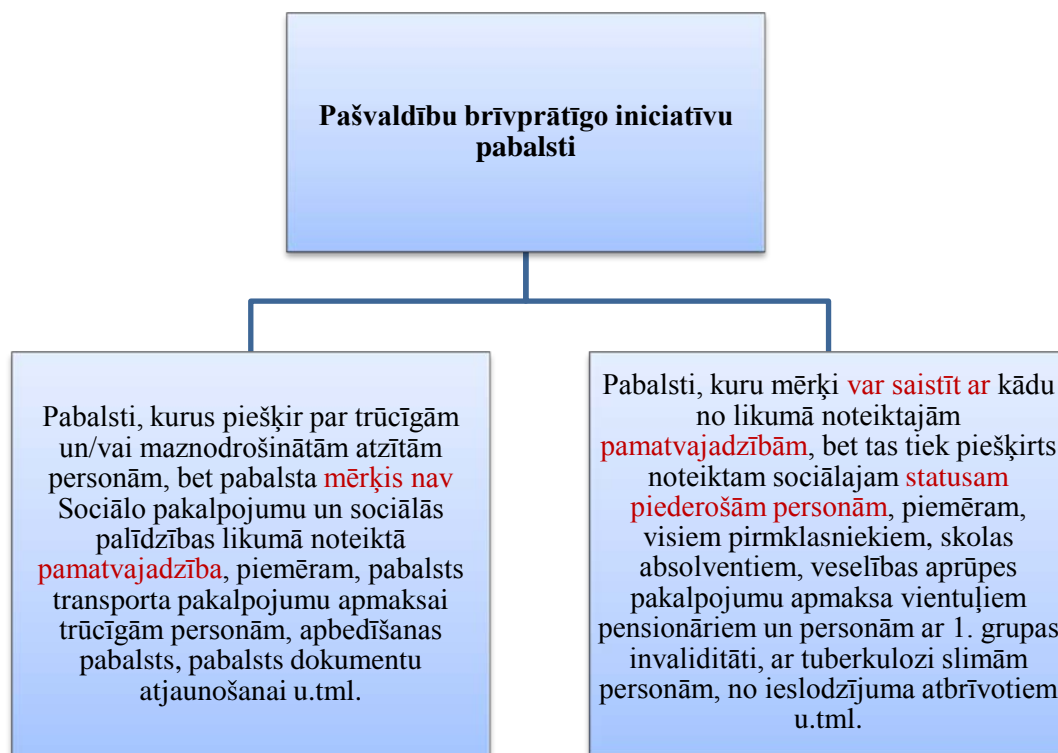 Pašvaldību brīvprātīgo iniciatīvu
pabalsti
Pabalsti, kurus piešķir par trūcīgām
un/vai maznodrošinātām atzītām
personām, bet pabalsta mērķis nav
Sociālo pakalpojumu un sociālās
palīdzības likumā noteiktā
pamatvajadzība, piemēram, pabalsts
transporta pakalpojumu apmaksai
trūcīgām personām, apbedīšanas
pabalsts, pabalsts dokumentu
atjaunošanai u.tml.
Pabalsti, kuru mērķi var saistīt ar kādu
no likumā noteiktajām
pamatvajadzībām, bet tas tiek piešķirts
noteiktam sociālajam statusam
piederošām personām, piemēram,
visiem pirmklasniekiem, skolas
absolventiem, veselības aprūpes
pakalpojumu apmaksa vientuļiem
pensionāriem un personām ar 1. grupas
invaliditāti, ar tuberkulozi slimām
personām, no ieslodzījuma atbrīvotiem
u.tml.